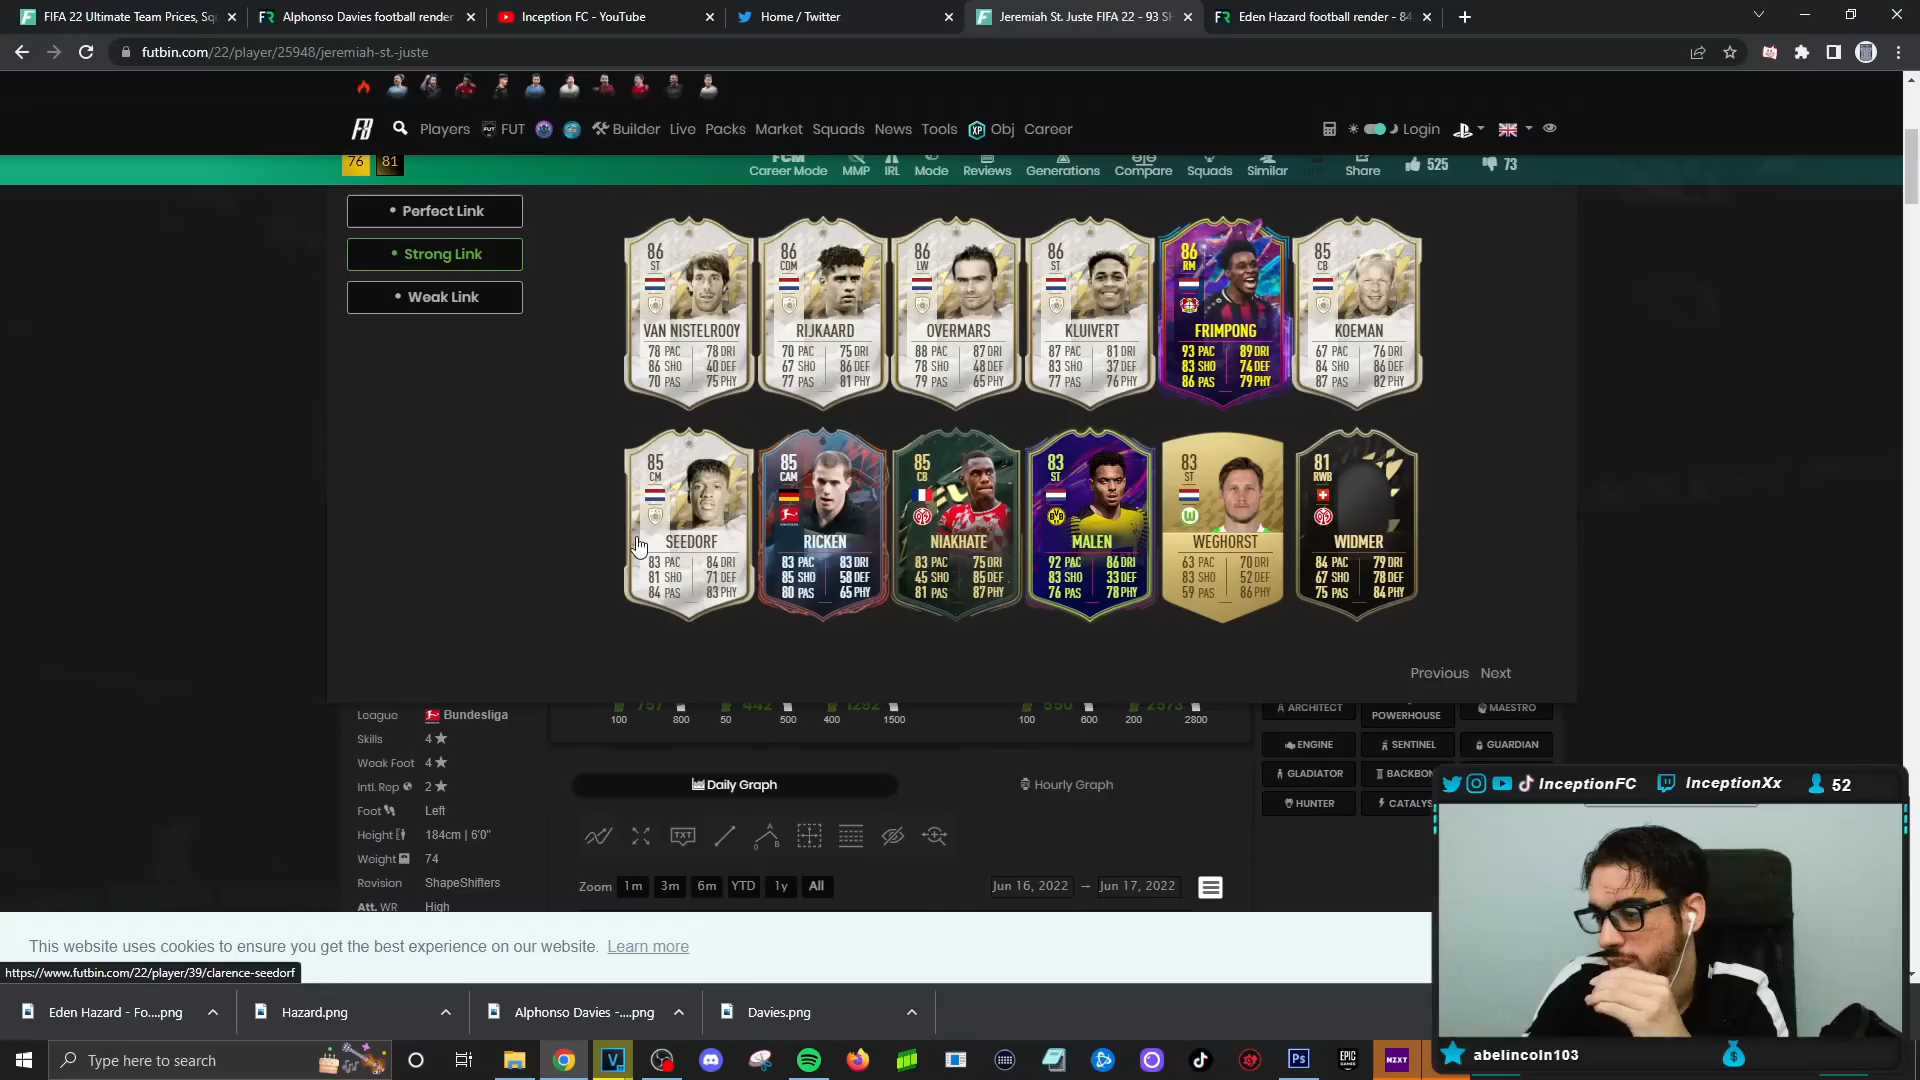 FIFA 22 Ultimate Team Prices, Sq
Alphonso Davies football render
Inception FC - YouTube
Home / Twitter
Jeremiah St. Juste FIFA 22 - 93 S
Eden Hazard football render - 84
futbin.com/22/player/25948/jeremiah-st.-juste
Players FUT Builder Live Packs Market Squads News Tools XP Obj Career Login
76 81
FCM
Career Mode MMP IRL Mode Reviews Generations Compare Squads Similar Share 525 73
• Perfect Link
• Strong Link
• Weak Link
86 ST VAN NISTELROOY
78 PAC 78 DRI
86 SHO 40 DEF
70 PAS 75 PHY
86 CDM RIJKAARD
70 PAC 75 DRI
67 SHO 86 DEF
77 PAS 81 PHY
86 LW OVERMARS
88 PAC 87 DRI
78 SHO 48 DEF
79 PAS 65 PHY
86 ST KLUIVERT
87 PAC 81 DRI
83 SHO 37 DEF
77 PAS 76 PHY
86 RM FRIMPONG
93 PAC 89 DRI
83 SHO 74 DEF
86 PAS 79 PHY
85 CB KOEMAN
67 PAC 76 DRI
84 SHO 86 DEF
87 PAS 82 PHY
85 CM SEEDORF
83 PAC 84 DRI
81 SHO 71 DEF
84 PAS 83 PHY
85 CAM RICKEN
83 PAC 83 DRI
85 SHO 58 DEF
80 PAS 65 PHY
85 CB NIAKHATE
83 PAC 75 DRI
45 SHO 85 DEF
81 PAS 87 PHY
83 ST MALEN
92 PAC 86 DRI
83 SHO 33 DEF
76 PAS 78 PHY
83 ST WEGHORST
63 PAC 70 DRI
83 SHO 52 DEF
59 PAS 86 PHY
81 RWB WIDMER
84 PAC 79 DRI
67 SHO 78 DEF
75 PAS 84 PHY
Previous Next
League Bundesliga
Skills 4
Weak Foot 4
Intl. Rep 2
Foot Left
Height 184cm | 6'0"
Weight 74
Revision ShapeShifters
Att. WR High
757 442 1292 550 2573
100 800 50 500 400 1500 100 600 200 2800
Daily Graph Hourly Graph
TXT
Zoom 1m 3m 6m YTD 1y All Jun 16, 2022 → Jun 17, 2022
ARCHITECT POWERHOUSE MAESTRO
ENGINE SENTINEL GUARDIAN
GLADIATOR BACKBON
HUNTER CATALYS
InceptionFC InceptionXx 52
This website uses cookies to ensure you get the best experience on our website. Learn more
https://www.futbin.com/22/player/39/clarence-seedorf
Eden Hazard - Fo....png
Hazard.png
Alphonso Davies -....png
Davies.png
Type here to search
EPIC GAMES
NZXT
abelincoln103